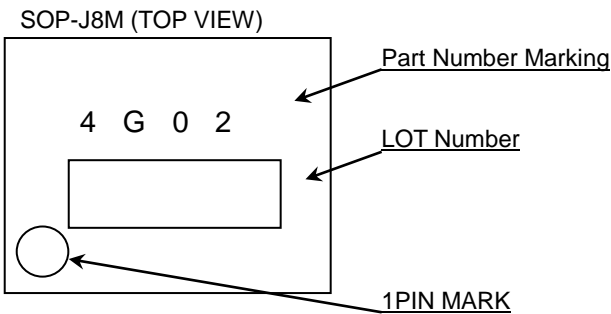 SOP-J8M (TOP VIEW)
Part Number Marking
4 G 0 2
LOT Number
1PIN MARK